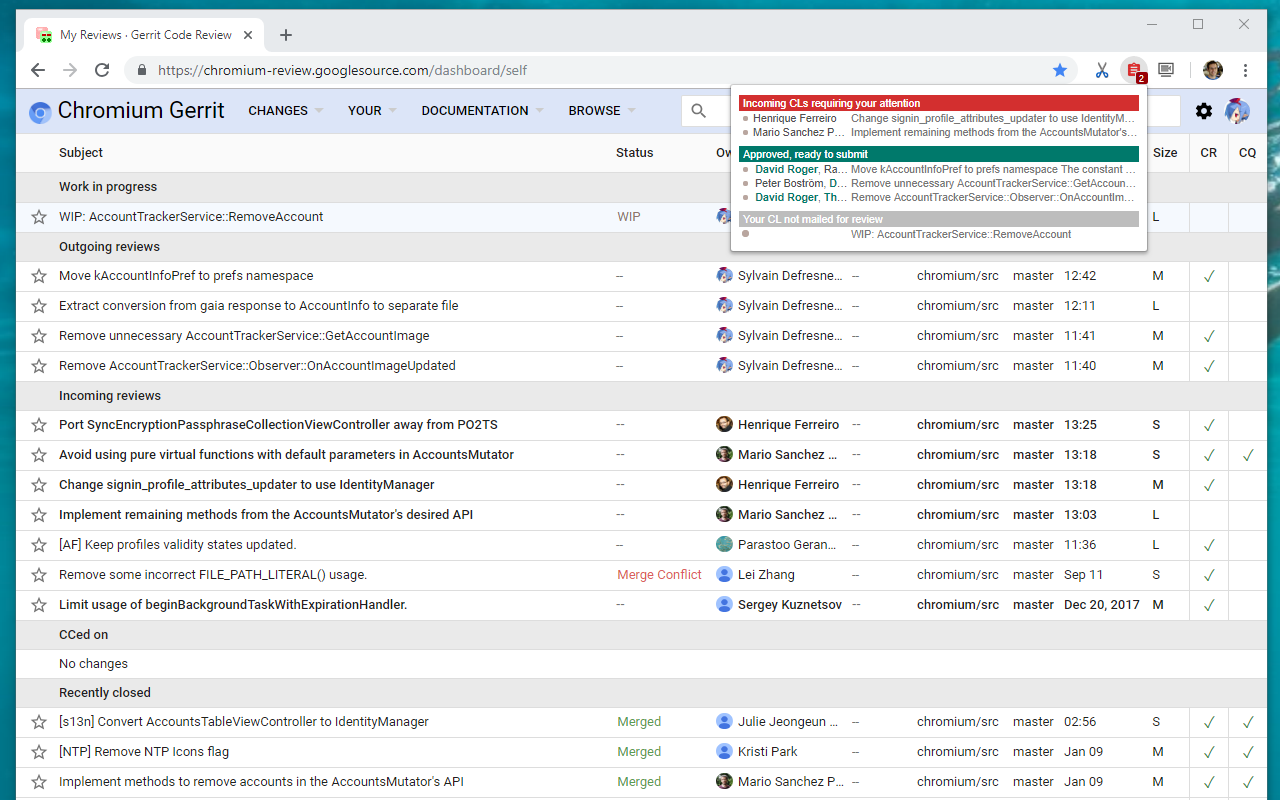 My Reviews · Gerrit Code Review
https://chromium-review.googlesource.com/dashboard/self
2
Chromium Gerrit CHANGES YOUR DOCUMENTATION BROWSE
Incoming CLs requiring your attention
Henrique Ferreiro Change signin_profile_attributes_updater to use IdentityM...
Mario Sanchez P... Implement remaining methods from the AccountsMutator's...
Approved, ready to submit
David Roger, Ra... Move kAccountInfoPref to prefs namespace The constant ...
Peter Boström, D... Remove unnecessary AccountTrackerService::GetAccoun...
David Roger, Th... Remove AccountTrackerService::Observer::OnAccountIm...
Your CL not mailed for review
WIP: AccountTrackerService::RemoveAccount
Subject Status Ow Size CR CQ
Work in progress
WIP: AccountTrackerService::RemoveAccount WIP L
Outgoing reviews
Move kAccountInfoPref to prefs namespace -- Sylvain Defresne... -- chromium/src master 12:42 M ✓
Extract conversion from gaia response to AccountInfo to separate file -- Sylvain Defresne... -- chromium/src master 12:11 L
Remove unnecessary AccountTrackerService::GetAccountImage -- Sylvain Defresne... -- chromium/src master 11:41 M ✓
Remove AccountTrackerService::Observer::OnAccountImageUpdated -- Sylvain Defresne... -- chromium/src master 11:40 M ✓
Incoming reviews
Port SyncEncryptionPassphraseCollectionViewController away from PO2TS -- Henrique Ferreiro -- chromium/src master 13:25 S ✓
Avoid using pure virtual functions with default parameters in AccountsMutator -- Mario Sanchez ... -- chromium/src master 13:18 S ✓ ✓
Change signin_profile_attributes_updater to use IdentityManager -- Henrique Ferreiro -- chromium/src master 13:18 M ✓
Implement remaining methods from the AccountsMutator's desired API -- Mario Sanchez ... -- chromium/src master 13:03 L
[AF] Keep profiles validity states updated. -- Parastoo Geran... -- chromium/src master 11:36 L ✓
Remove some incorrect FILE_PATH_LITERAL() usage. Merge Conflict Lei Zhang -- chromium/src master Sep 11 S ✓
Limit usage of beginBackgroundTaskWithExpirationHandler. -- Sergey Kuznetsov -- chromium/src master Dec 20, 2017 M ✓
CCed on
No changes
Recently closed
[s13n] Convert AccountsTableViewController to IdentityManager Merged Julie Jeongeun ... -- chromium/src master 02:56 S ✓ ✓
[NTP] Remove NTP Icons flag Merged Kristi Park -- chromium/src master Jan 09 M ✓ ✓
Implement methods to remove accounts in the AccountsMutator's API Merged Mario Sanchez P... -- chromium/src master Jan 09 M ✓ ✓